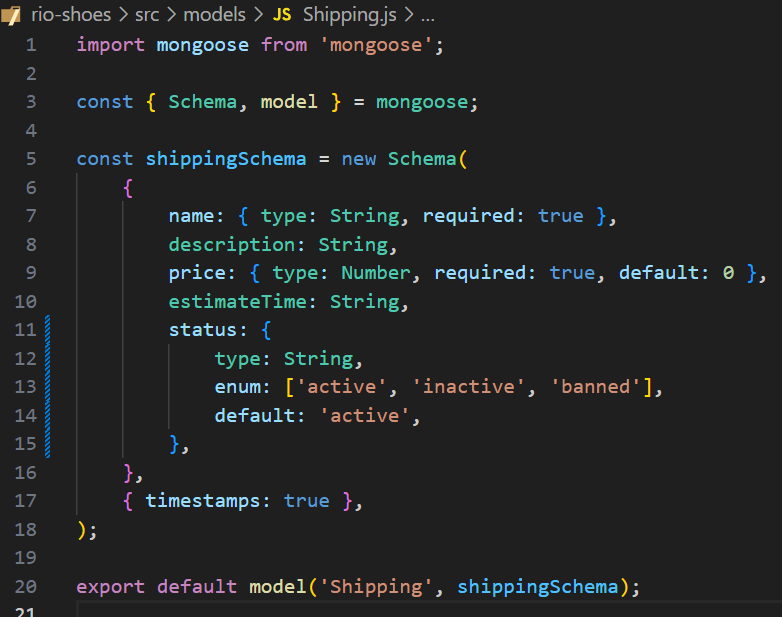 rio-shoes > src > models > JS Shipping.js > ...
1 import mongoose from 'mongoose';
2
3 const { Schema, model } = mongoose;
4
5 const shippingSchema = new Schema(
6 {
7 name: { type: String, required: true },
8 description: String,
9 price: { type: Number, required: true, default: 0 },
10 estimateTime: String,
11 status: {
12 type: String,
13 enum: ['active', 'inactive', 'banned'],
14 default: 'active',
15 },
16 },
17 { timestamps: true },
18 );
19
20 export default model('Shipping', shippingSchema);
21